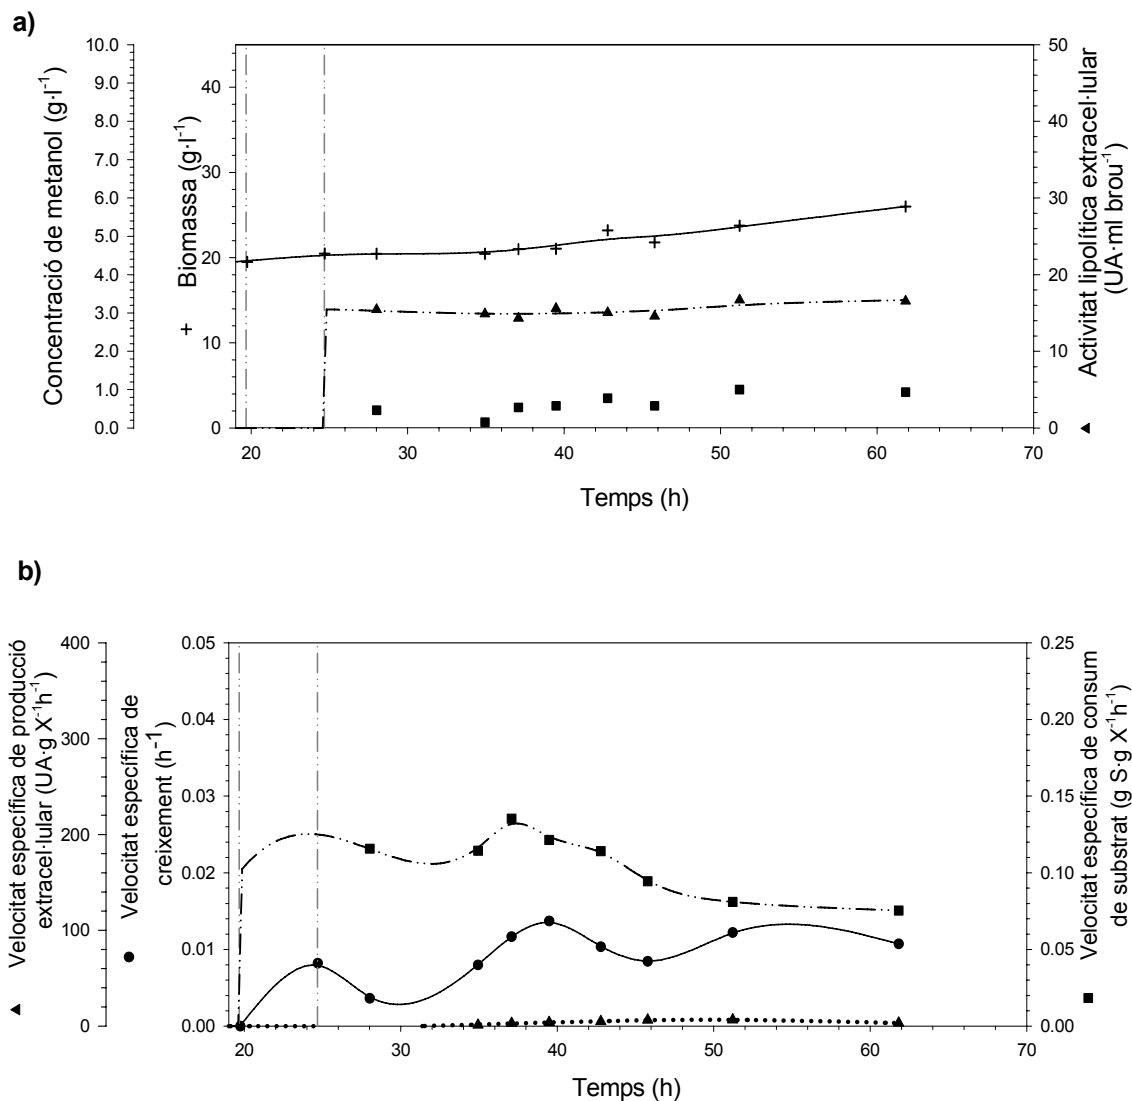 a)
Concentració de metanol (g·l⁻¹)
10.0
9.0
8.0
7.0
6.0
5.0
4.0
3.0
2.0
1.0
0.0
Biomassa (g·l⁻¹)
40
30
20
10
0
50
40
30
20
10
0
Activitat lipolítica extracel·lular
(UA·ml brou⁻¹)
20 30 40 50 60 70
Temps (h)
b)
Velocitat específica de producció
extracel·lular (UA·g X⁻¹h⁻¹)
400
300
200
100
0
Velocitat específica de
creixement (h⁻¹)
0.05
0.04
0.03
0.02
0.01
0.00
0.25
0.20
0.15
0.10
0.05
0.00
Velocitat específica de consum
de substrat (g S·g X⁻¹h⁻¹)
20 30 40 50 60 70
Temps (h)